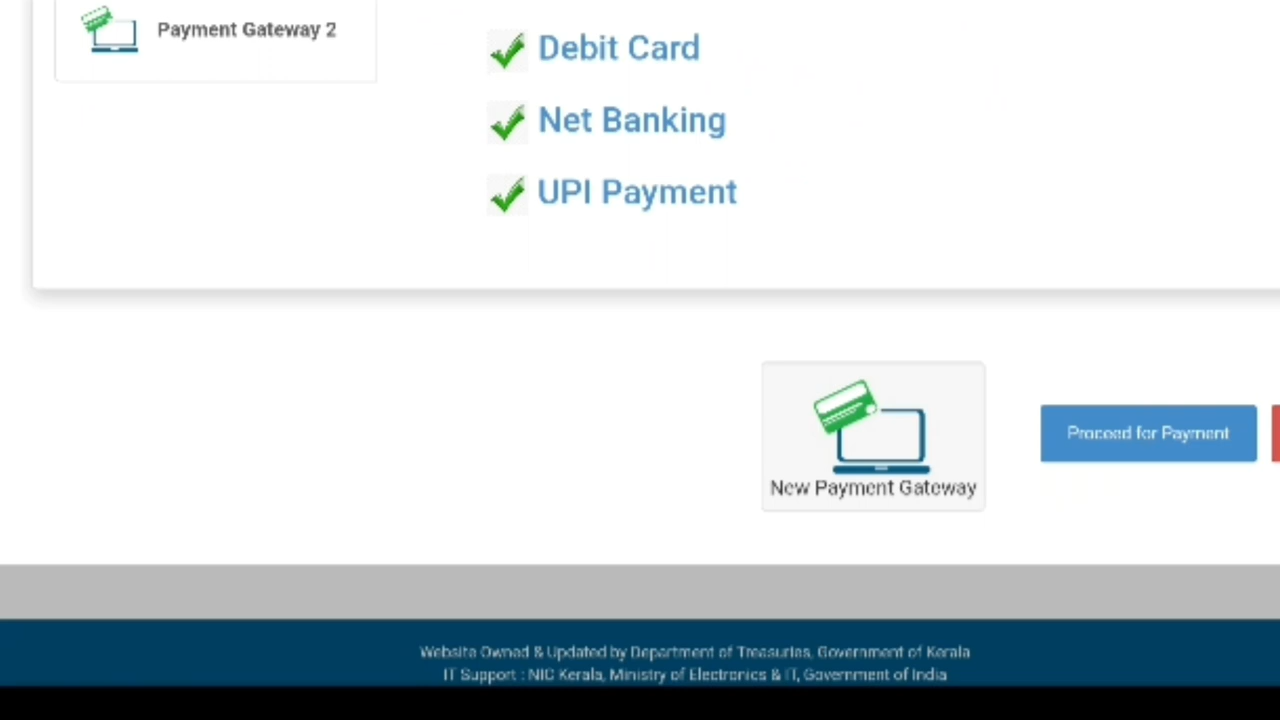 Payment Gateway 2
Debit Card
Net Banking
UPI Payment
New Payment Gateway
Proceed for Payment
Website Owned & Updated by Department of Treasuries, Government of Kerala
IT Support : NIC Kerala, Ministry of Electronics & IT, Government of India